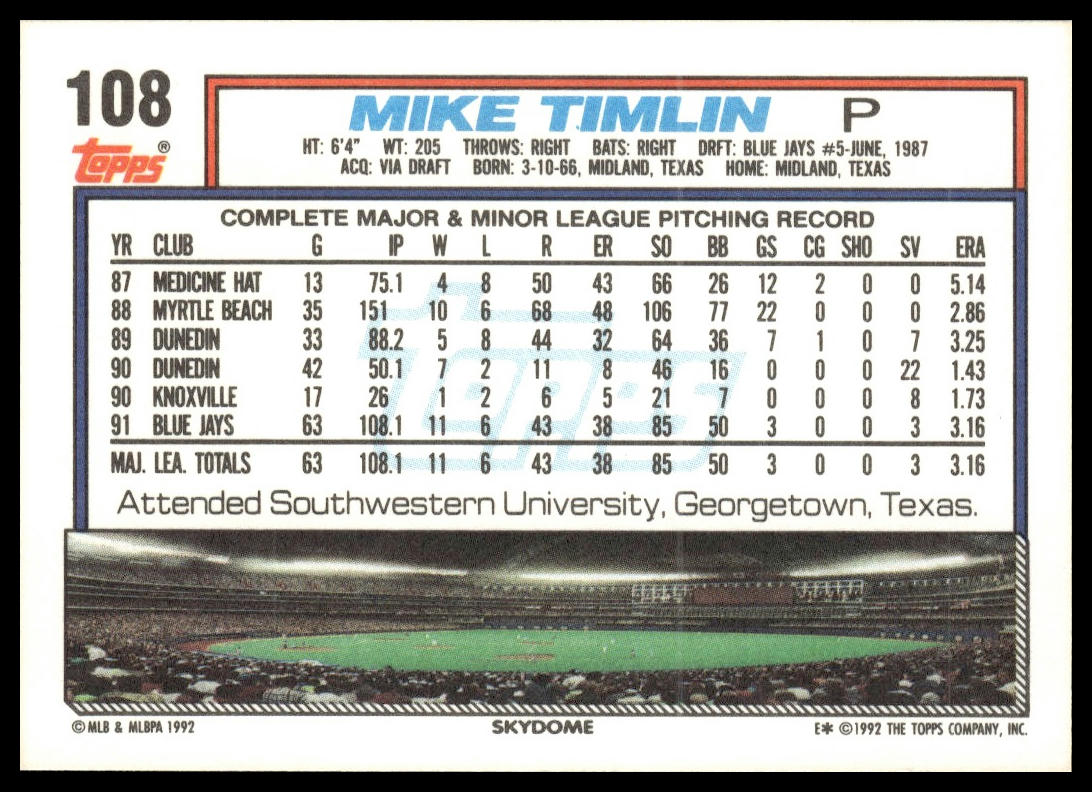 108
Topps®
MIKE TIMLIN P
HT: 6'4" WT: 205 THROWS: RIGHT BATS: RIGHT DRFT: BLUE JAYS #5-JUNE, 1987
ACQ: VIA DRAFT BORN: 3-10-66, MIDLAND, TEXAS HOME: MIDLAND, TEXAS
COMPLETE MAJOR & MINOR LEAGUE PITCHING RECORD
YR CLUB G IP W L R ER SO BB GS CG SHO SV ERA
87 MEDICINE HAT 13 75.1 4 8 50 43 66 26 12 2 0 0 5.14
88 MYRTLE BEACH 35 151 10 6 68 48 106 77 22 0 0 0 2.86
89 DUNEDIN 33 88.2 5 8 44 32 64 36 7 1 0 7 3.25
90 DUNEDIN 42 50.1 7 2 11 8 46 16 0 0 0 22 1.43
90 KNOXVILLE 17 26 1 2 6 5 21 7 0 0 0 8 1.73
91 BLUE JAYS 63 108.1 11 6 43 38 85 50 3 0 0 3 3.16
MAJ. LEA. TOTALS 63 108.1 11 6 43 38 85 50 3 0 0 3 3.16
Topps
Attended Southwestern University, Georgetown, Texas.
© MLB & MLBPA 1992 SKYDOME E* © 1992 THE TOPPS COMPANY, INC.